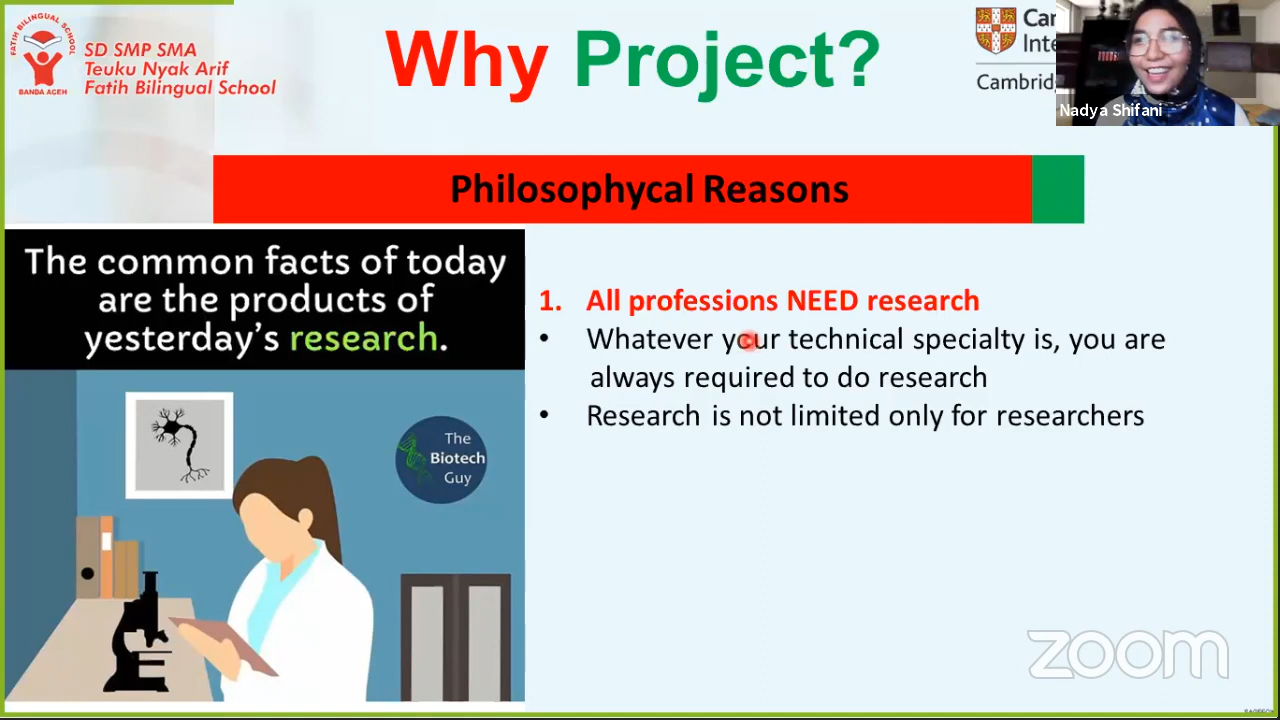 FATIH BILINGUAL SCHOOL
BANDA ACEH
SD SMP SMA
Teuku Nyak Arif
Fatih Bilingual School
Why Project?
Nadya Shifani
Philosophycal Reasons
The common facts of today
are the products of
yesterday's research.
The
Biotech
Guy
1. All professions NEED research
• Whatever your technical specialty is, you are
always required to do research
• Research is not limited only for researchers
zoom